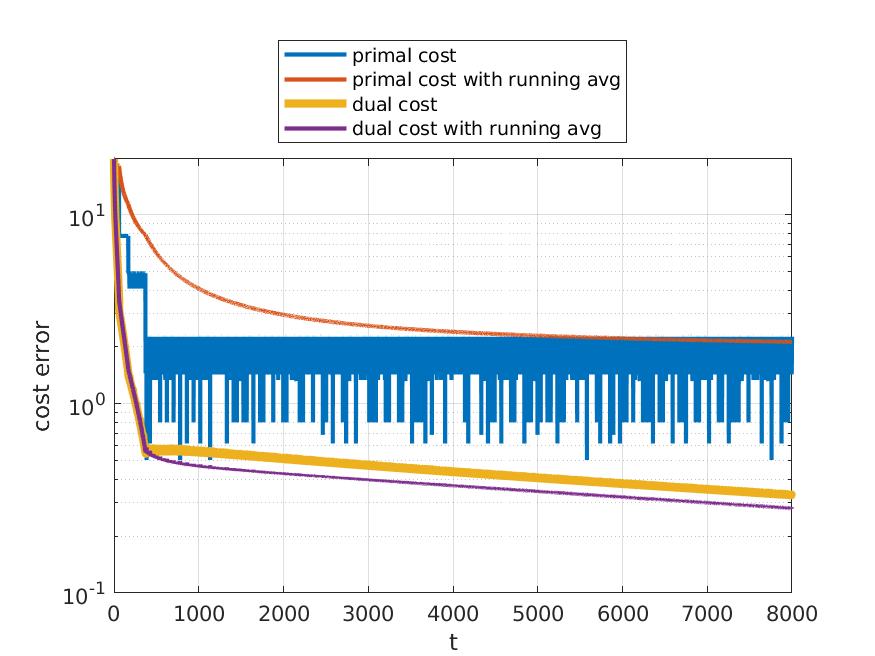 primal cost
primal cost with running avg
dual cost
dual cost with running avg
cost error
10^1
10^0
10^-1
0 1000 2000 3000 4000 5000 6000 7000 8000
t